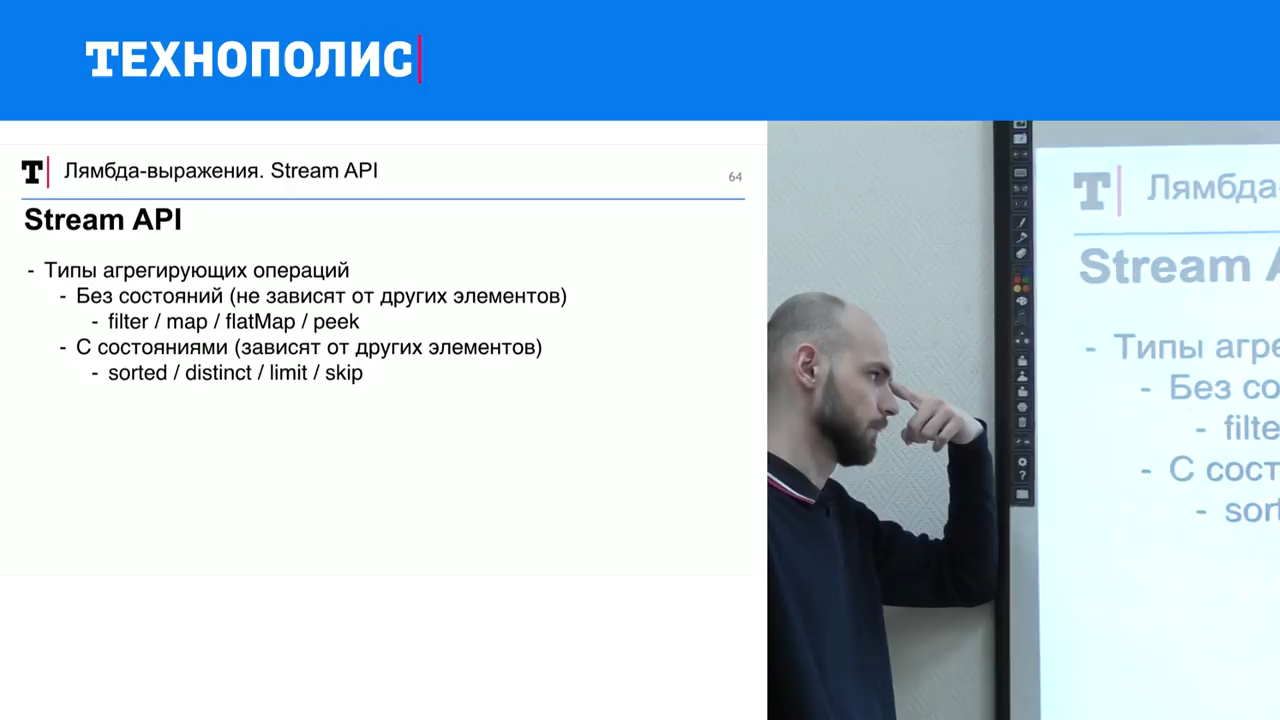 ТЕХНОПОЛИС
Т Лямбда-выражения. Stream API
64
Stream API
- Типы агрегирующих операций
- Без состояний (не зависят от других элементов)
- filter / map / flatMap / peek
- С состояниями (зависят от других элементов)
- sorted / distinct / limit / skip
Т Лямбда-
Stream A
- Типы агре
- Без со
- filte
- С сост
- sort